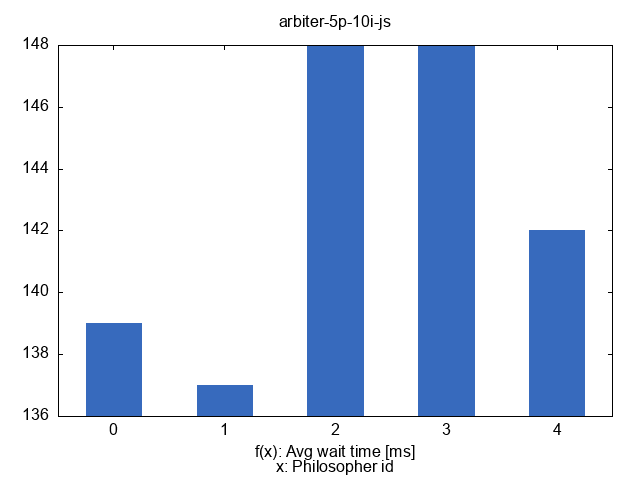 arbiter-5p-10i-js
148
146
144
142
140
138
136
0 1 2 3 4
f(x): Avg wait time [ms]
x: Philosopher id